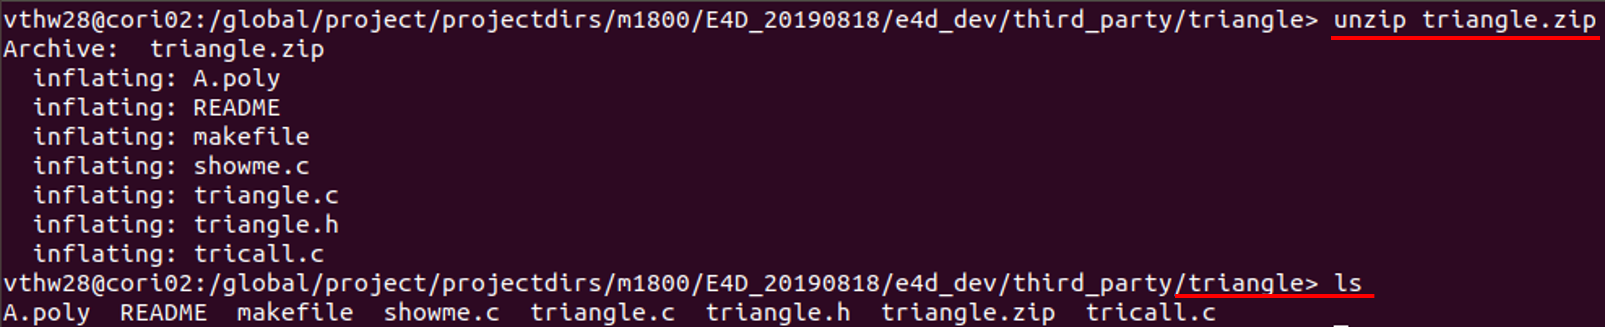 vthw28@cori02:/global/project/projectdirs/m1800/E4D_20190818/e4d_dev/third_party/triangle> unzip triangle.zip
Archive:  triangle.zip
  inflating: A.poly
  inflating: README
  inflating: makefile
  inflating: showme.c
  inflating: triangle.c
  inflating: triangle.h
  inflating: tricall.c
vthw28@cori02:/global/project/projectdirs/m1800/E4D_20190818/e4d_dev/third_party/triangle> ls
A.poly  README  makefile  showme.c  triangle.c  triangle.h  triangle.zip  tricall.c